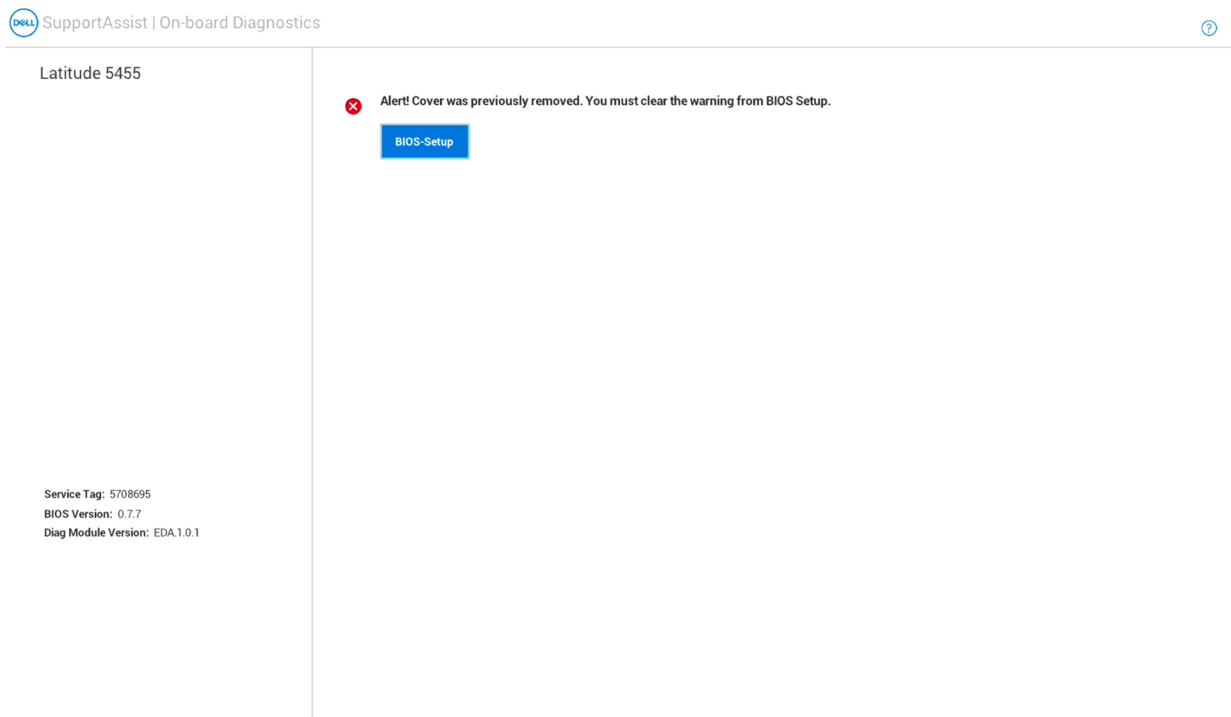 DELL SupportAssist | On-board Diagnostics
?
Latitude 5455
Alert! Cover was previously removed. You must clear the warning from BIOS Setup.
BIOS-Setup
Service Tag: 5708695
BIOS Version: 0.7.7
Diag Module Version: EDA.1.0.1